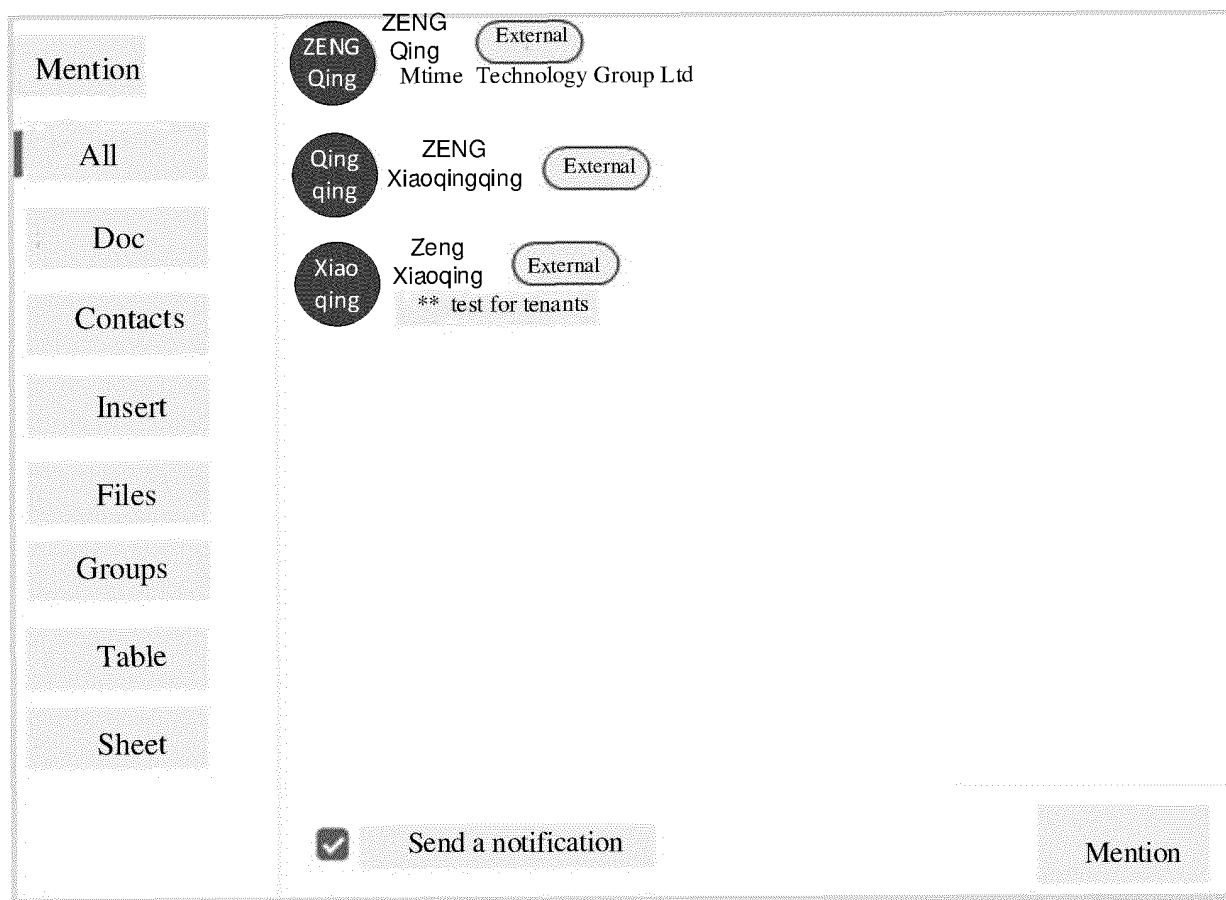 Mention
All
Doc
Contacts
Insert
Files
Groups
Table
Sheet
ZENG
Qing
ZENG
Qing
External
Mtime Technology Group Ltd
Qing
qing
ZENG
Xiaoqingqing
External
Xiao
qing
Zeng
Xiaoqing
External
** test for tenants
Send a notification
Mention